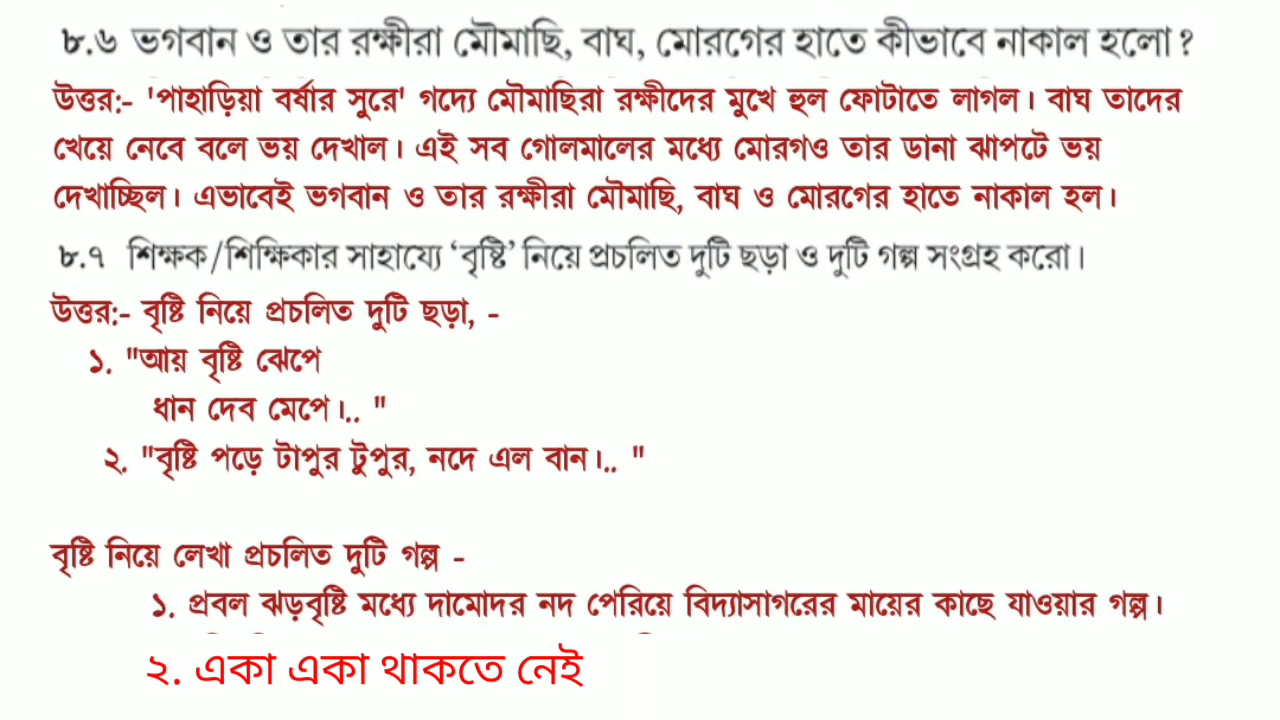 ৮.৬ ভগবান ও তার রক্ষীরা মৌমাছি, বাঘ, মোরগের হাতে কীভাবে নাকাল হলো?
উত্তর:- 'পাহাড়িয়া বর্ষার সুরে' গদ্যে মৌমাছিরা রক্ষীদের মুখে হুল ফোটাতে লাগল। বাঘ তাদের
খেয়ে নেবে বলে ভয় দেখাল। এই সব গোলমালের মধ্যে মোরগও তার ডানা ঝাপটে ভয়
দেখাচ্ছিল। এভাবেই ভগবান ও তার রক্ষীরা মৌমাছি, বাঘ ও মোরগের হাতে নাকাল হল।
৮.৭ শিক্ষক/শিক্ষিকার সাহায্যে ‘বৃষ্টি’ নিয়ে প্রচলিত দুটি ছড়া ও দুটি গল্প সংগ্রহ করো।
উত্তর:- বৃষ্টি নিয়ে প্রচলিত দুটি ছড়া, -
১. "আয় বৃষ্টি ঝেপে
ধান দেব মেপে।.. "
২. "বৃষ্টি পড়ে টাপুর টুপুর, নদে এল বান।.. "
বৃষ্টি নিয়ে লেখা প্রচলিত দুটি গল্প -
১. প্রবল ঝড়বৃষ্টি মধ্যে দামোদর নদ পেরিয়ে বিদ্যাসাগরের মায়ের কাছে যাওয়ার গল্প।
২. একা একা থাকতে নেই